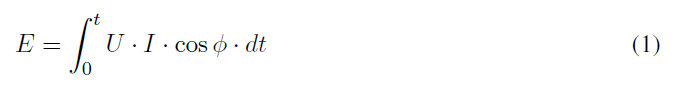 E = ∫₀ᵗ U · I · cos ϕ · dt (1)